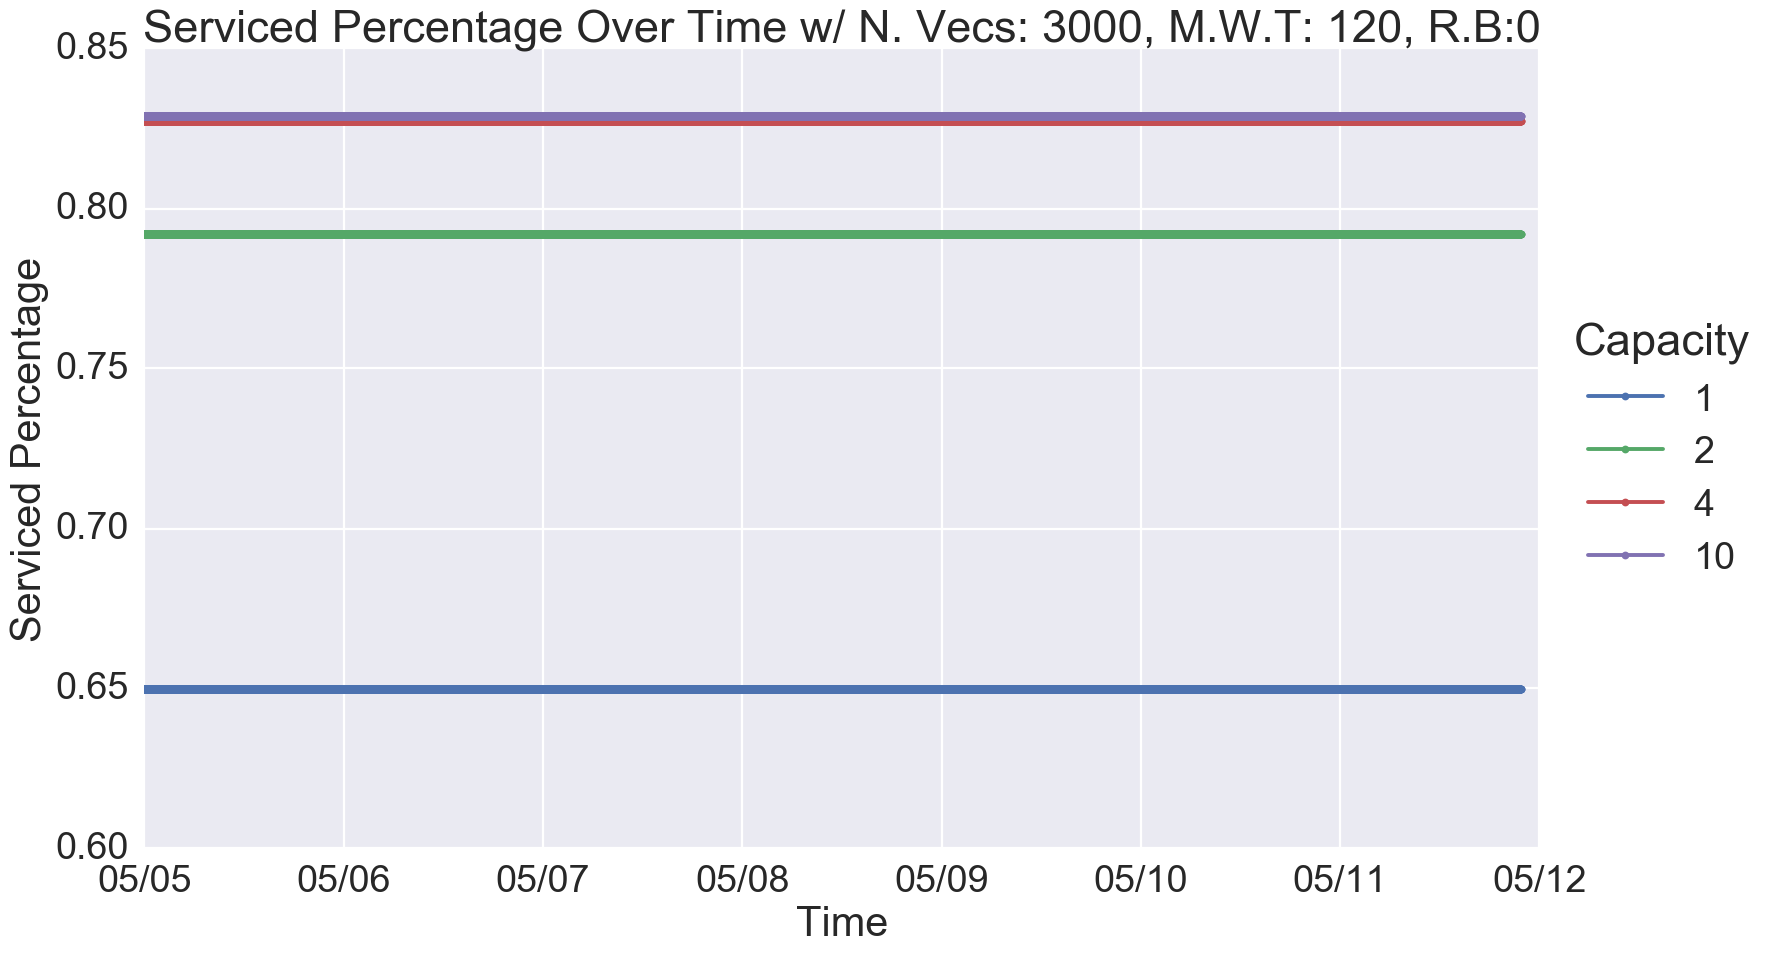 Serviced Percentage Over Time w/ N. Vecs: 3000, M.W.T: 120, R.B:0
0.85
0.80
0.75
0.70
0.65
0.60
Serviced Percentage
05/05 05/06 05/07 05/08 05/09 05/10 05/11 05/12
Time
Capacity
1
2
4
10